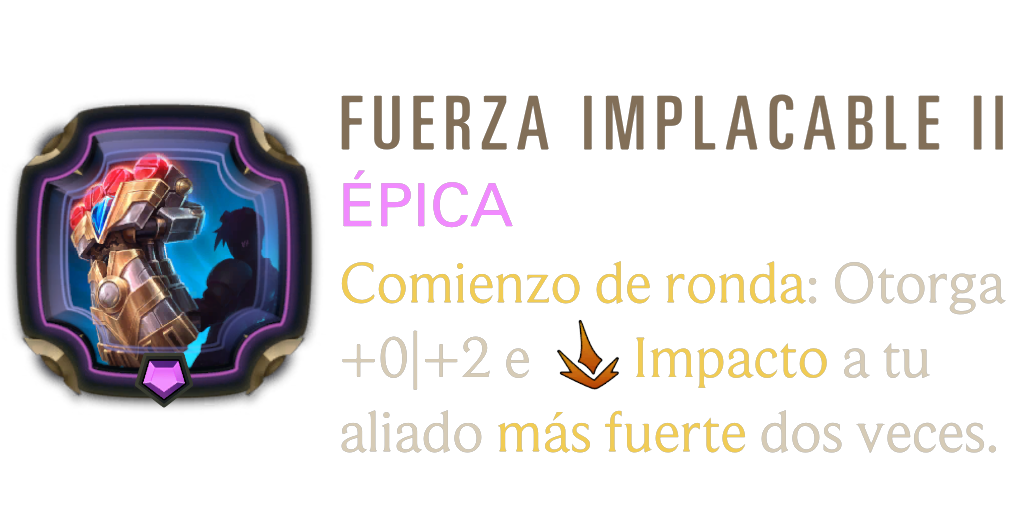 FUERZA IMPLACABLE II
ÉPICA
Comienzo de ronda: Otorga
+0|+2 e Impacto a tu
aliado más fuerte dos veces.